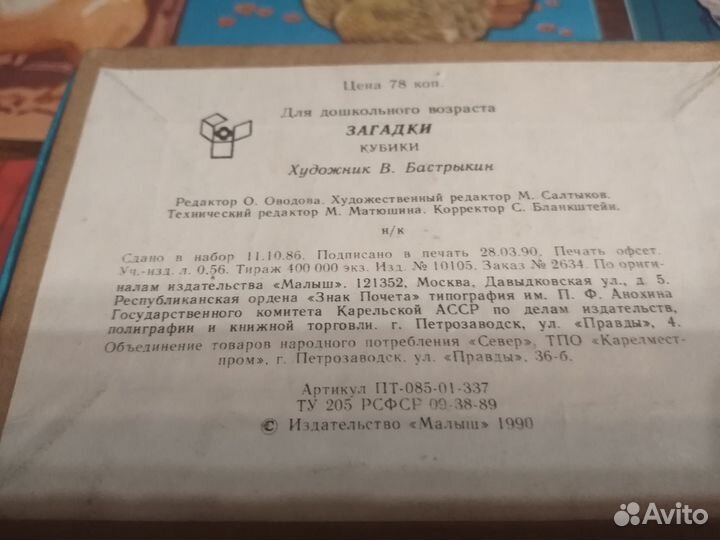 Цена 78 коп.
Для дошкольного возраста
ЗАГАДКИ
КУБИКИ
Художник В. Бастрыкин
Редактор О. Оводова. Художественный редактор М. Салтыков.
Технический редактор М. Матюшина. Корректор С. Бланкштейн.
н/к
Сдано в набор 11.10.86. Подписано в печать 28.03.90. Печать офсет.
Уч.-изд. л. 0,56. Тираж 400 000 экз. Изд. № 10105. Заказ № 2634. По ориги-
налам издательства «Малыш». 121352, Москва, Давыдковская ул., д. 5.
Республиканская ордена «Знак Почета» типография им. П. Ф. Анохина
Государственного комитета Карельской АССР по делам издательств,
полиграфии и книжной торговли. г. Петрозаводск, ул. «Правды», 4.
Объединение товаров народного потребления «Север», ТПО «Карелмест-
пром», г. Петрозаводск. ул. «Правды», 36-б.
Артикул ПТ-085-01-337
ТУ 205 РСФСР 09-38-89
© Издательство «Малыш» 1990
Avito